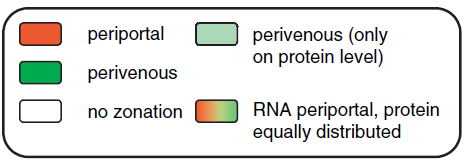 periportal
perivenous
no zonation
perivenous (only
on protein level)
RNA periportal, protein
equally distributed